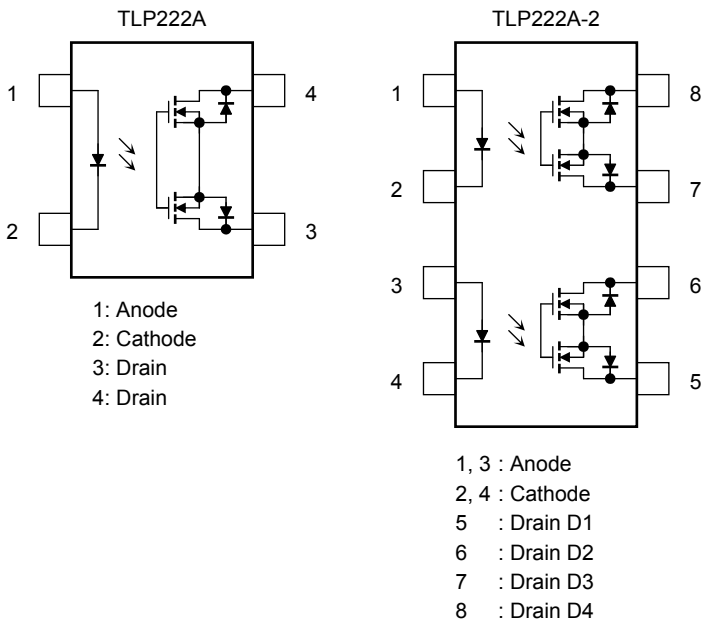 TLP222A
1
4
2
3
1: Anode
2: Cathode
3: Drain
4: Drain
TLP222A-2
1
8
2
7
3
6
4
5
1, 3 : Anode
2, 4 : Cathode
5 : Drain D1
6 : Drain D2
7 : Drain D3
8 : Drain D4